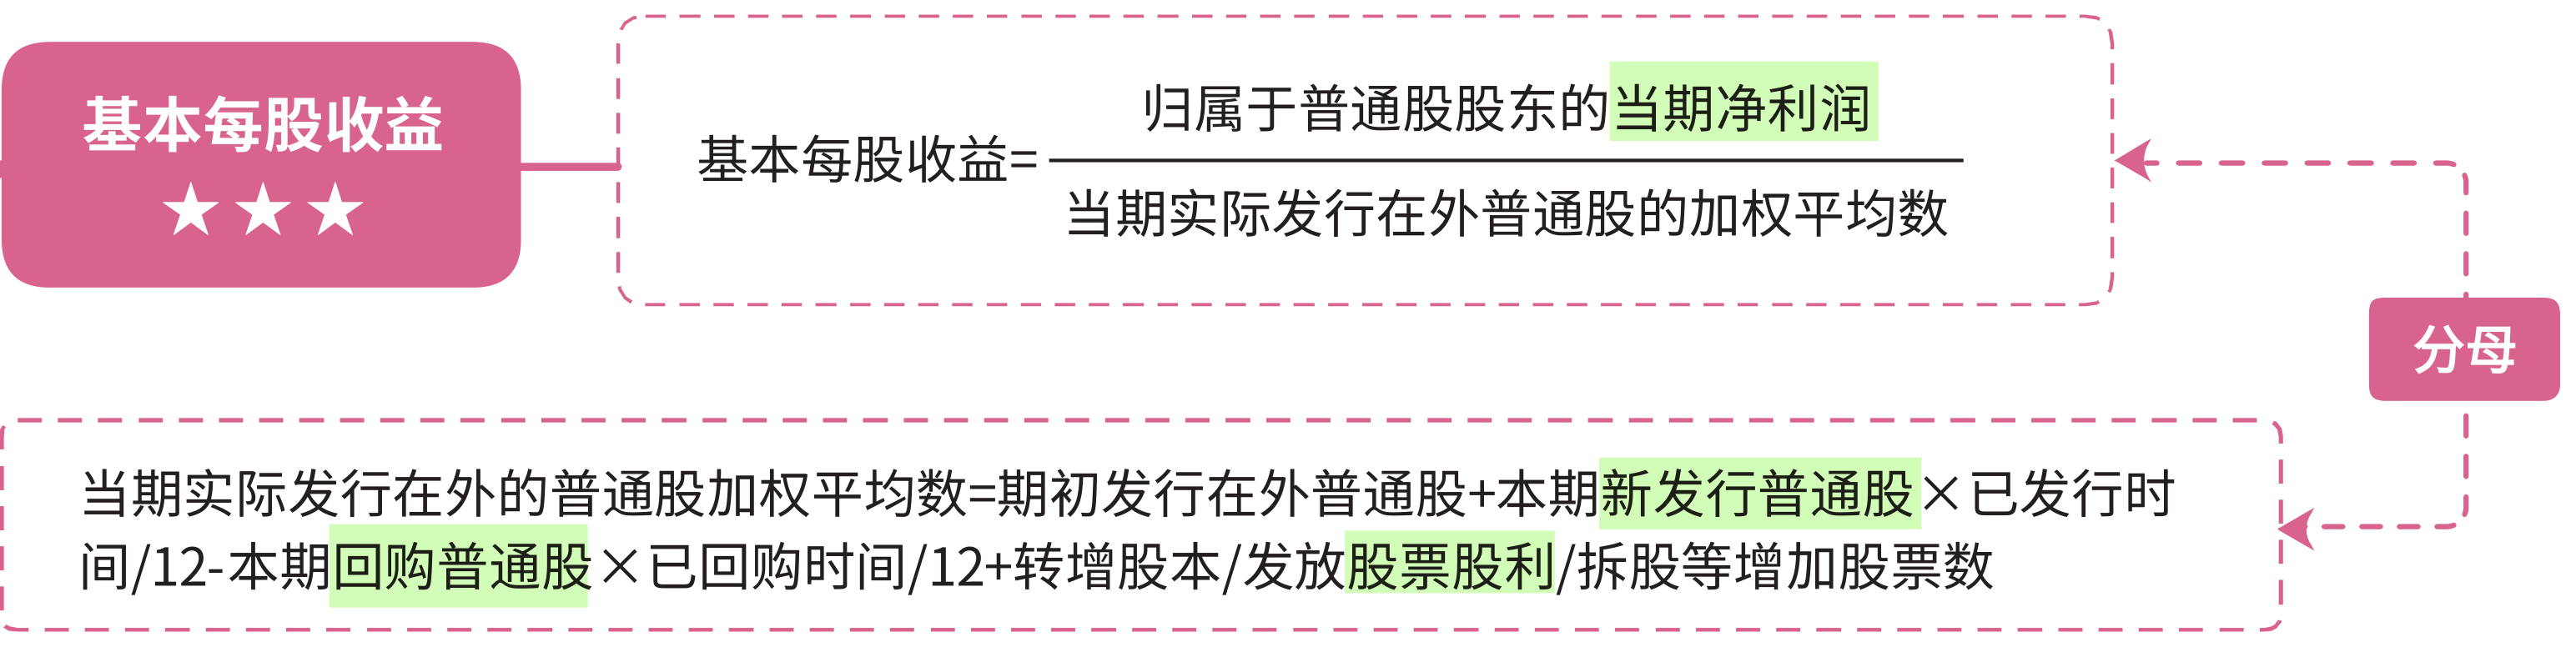 基本每股收益
★★★
归属于普通股股东的当期净利润
基本每股收益=
当期实际发行在外普通股的加权平均数
分母
当期实际发行在外的普通股加权平均数=期初发行在外普通股+本期新发行普通股×已发行时
间/12-本期回购普通股×已回购时间/12+转增股本/发放股票股利/拆股等增加股票数